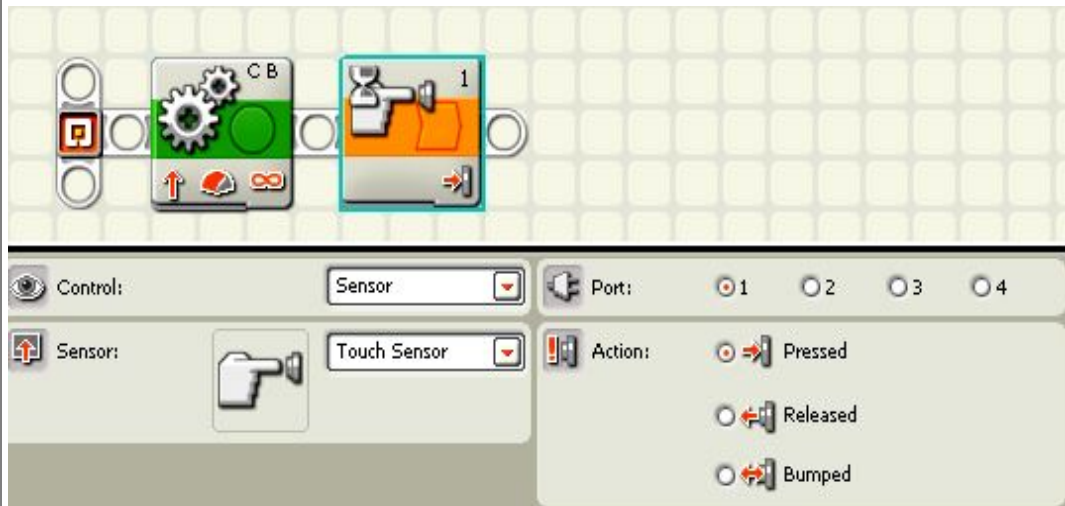 C B
1
Control:
Sensor
Port:
1
2
3
4
Sensor:
Touch Sensor
Action:
Pressed
Released
Bumped